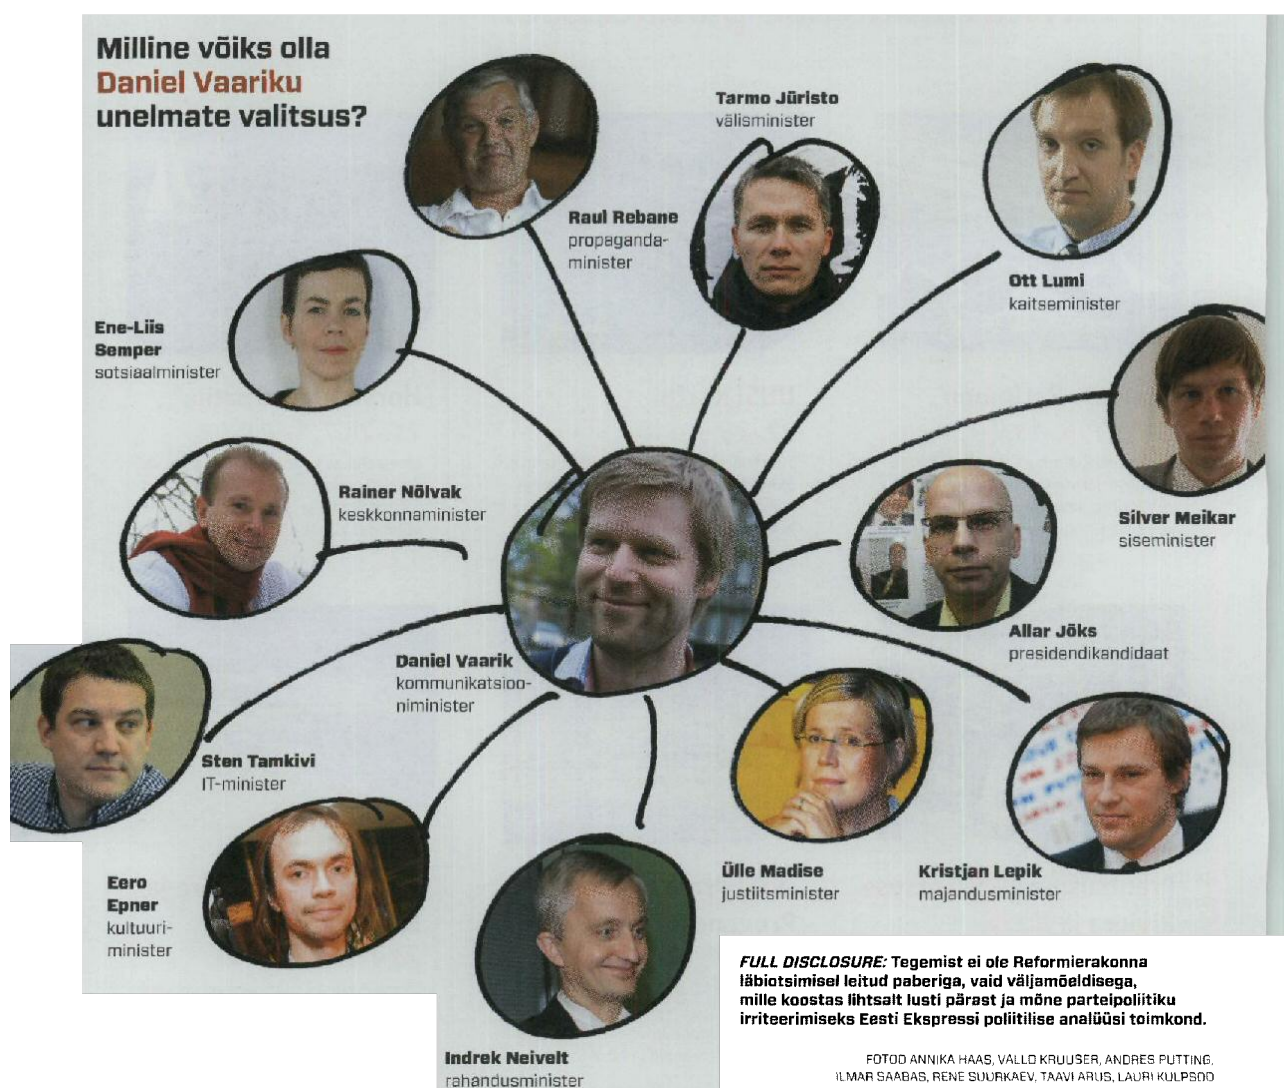 Milline võiks olla
Daniel Vaariku
unelmate valitsus?
Tarmo Jüristo
välisminister
Raul Rebane
propaganda-
minister
Ott Lumi
kaitseminister
Ene-Liis
Semper
sotsiaalminister
Rainer Nõlvak
keskkonnaminister
Silver Meikar
siseminister
Allar Jõks
presidendikandidaat
Daniel Vaarik
kommunikatsioo-
niminister
Sten Tamkivi
IT-minister
Eero
Epner
kultuuri-
minister
Ülle Madise
justiitsminister
Kristjan Lepik
majandusminister
Indrek Neivelt
rahandusminister
FULL DISCLOSURE: Tegemist ei ole Reformierakonna
läbiotsimisel leitud paberiga, vaid väljamõeldisega,
mille koostas lihtsalt lusti pärast ja mõne parteipoliitiku
irriteerimiseks Eesti Ekspressi poliitilise analüüsi toimkond.
FOTOD ANNIKA HAAS, VALLO KRUUSER, ANDRES PUTTING,
ILMAR SAABAS, RENE SUURKAEV, TAAVI ARUS, LAURI KULPSOO